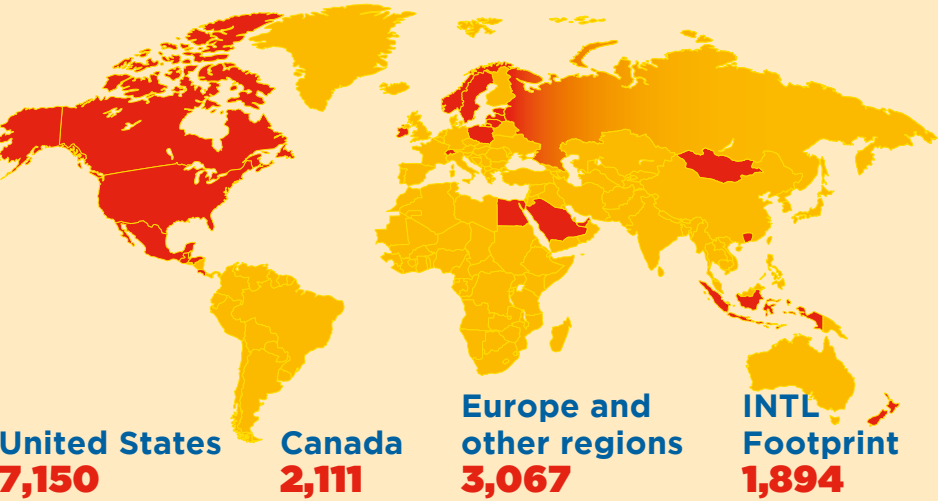 United States
7,150
Canada
2,111
Europe and
other regions
3,067
INTL
Footprint
1,894